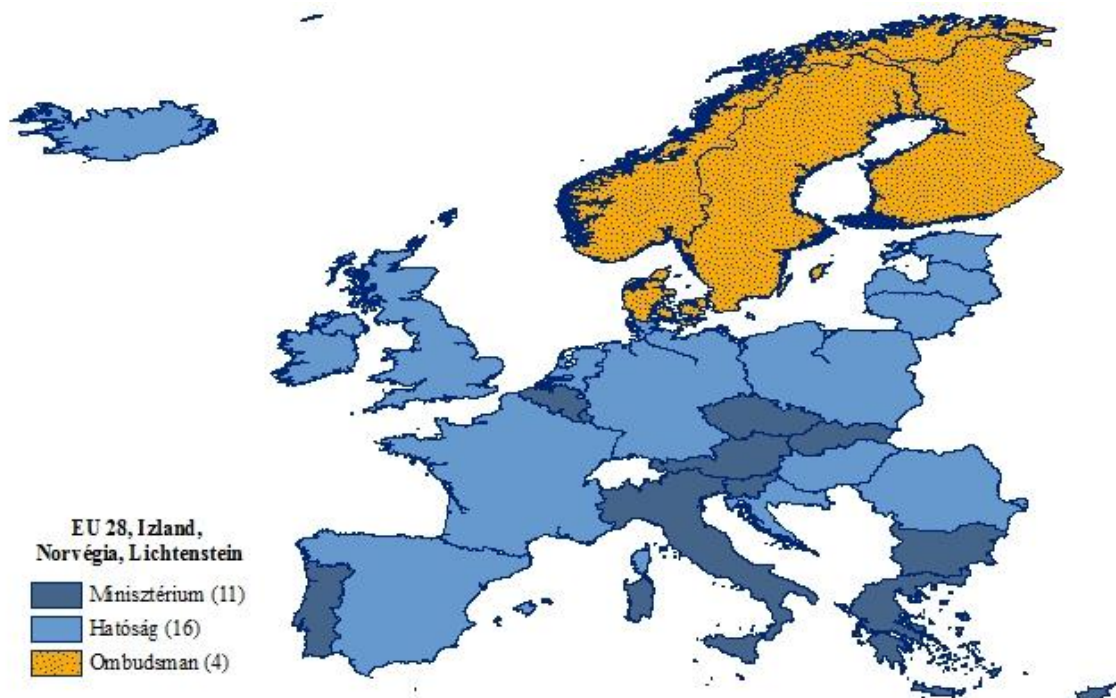 EU 28, Izland,
Norvégia, Lichtenstein
Minisztérium (11)
Hatóság (16)
Ombudsman (4)